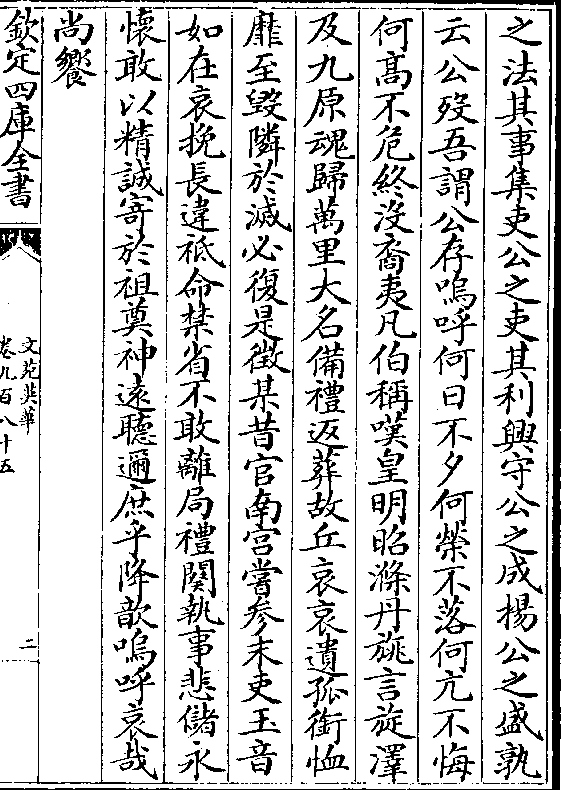 之法其事集吏公之吏其利興守公之成楊公之盛孰
云公歿吾謂公存嗚呼何日不夕何榮不落何亢不悔
何髙不危終沒裔夷凡伯稱嘆皇明昭滌丹旐言旋澤
及九原魂歸萬里大名備禮返葬故丘哀哀遺孤銜恤
靡至毀隣於滅必復是徵某昔官南宫嘗參末吏玉音
如在哀挽長違祗命禁省不敢離局禮闕執事悲儲永
懷敢以精誠寄於祖奠神遠聽邇庶乎降歆嗚呼哀哉
尚饗
欽定四庫全書
文苑英華
卷九百八十五
二